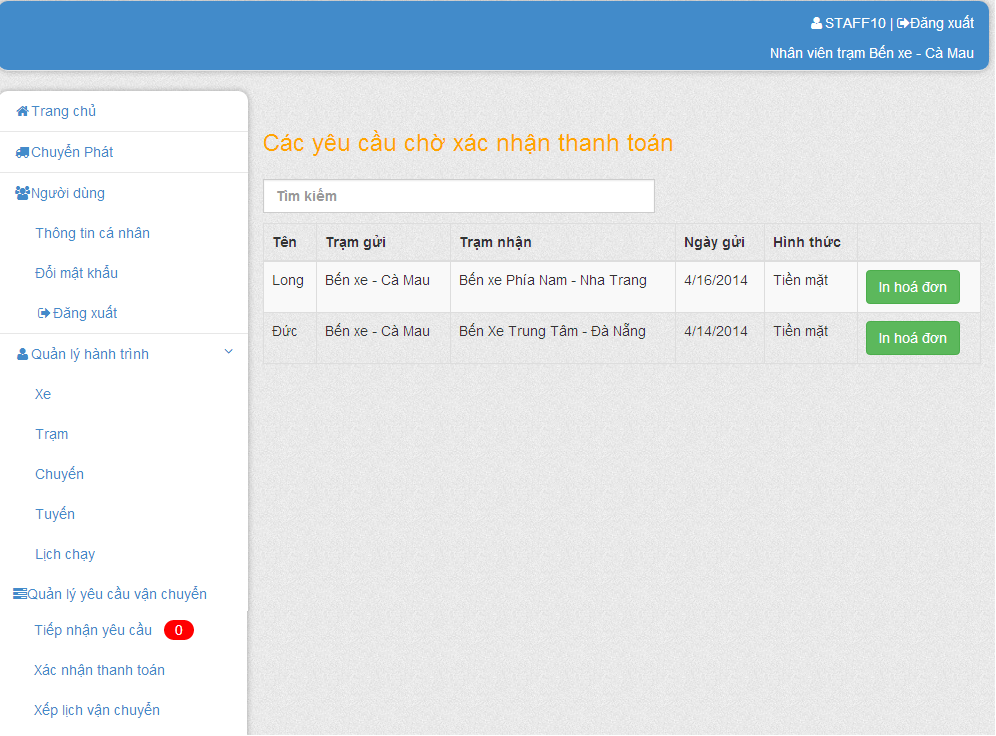 STAFF10 | Đăng xuất
Nhân viên trạm Bến xe - Cà Mau
Trang chủ
Chuyển Phát
Người dùng
Thông tin cá nhân
Đổi mật khẩu
Đăng xuất
Quản lý hành trình
Xe
Trạm
Chuyến
Tuyến
Lịch chạy
Quản lý yêu cầu vận chuyển
Tiếp nhận yêu cầu 0
Xác nhận thanh toán
Xếp lịch vận chuyển
Các yêu cầu chờ xác nhận thanh toán
Tìm kiếm
Tên Trạm gửi Trạm nhận Ngày gửi Hình thức
Long Bến xe - Cà Mau Bến xe Phía Nam - Nha Trang 4/16/2014 Tiền mặt In hoá đơn
Đức Bến xe - Cà Mau Bến Xe Trung Tâm - Đà Nẵng 4/14/2014 Tiền mặt In hoá đơn